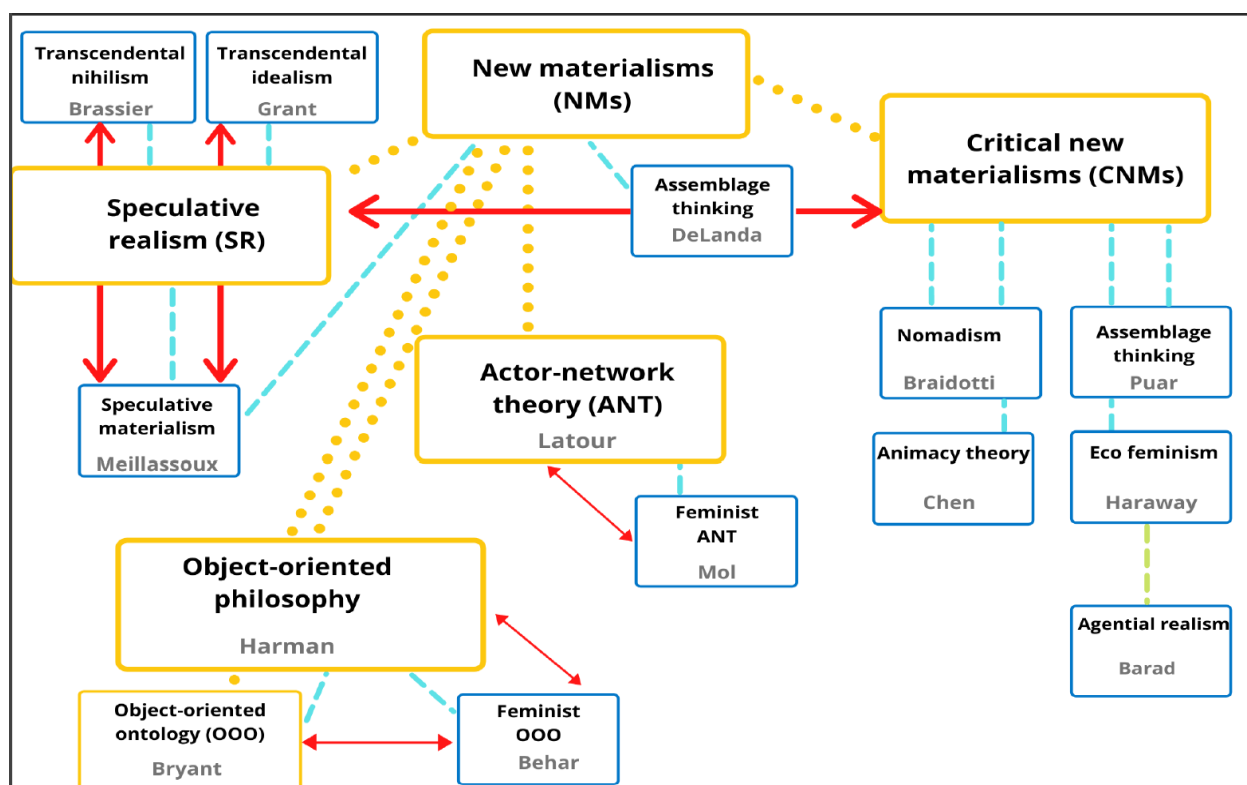 Transcendental
nihilism
Brassier
Transcendental
idealism
Grant
New materialisms
(NMs)
Critical new
materialisms (CNMs)
Speculative
realism (SR)
Assemblage
thinking
DeLanda
Nomadism
Braidotti
Assemblage
thinking
Puar
Actor-network
theory (ANT)
Latour
Speculative
materialism
Meillassoux
Animacy theory
Chen
Eco feminism
Haraway
Feminist
ANT
Mol
Object-oriented
philosophy
Harman
Agential realism
Barad
Object-oriented
ontology (OOO)
Bryant
Feminist
OOO
Behar